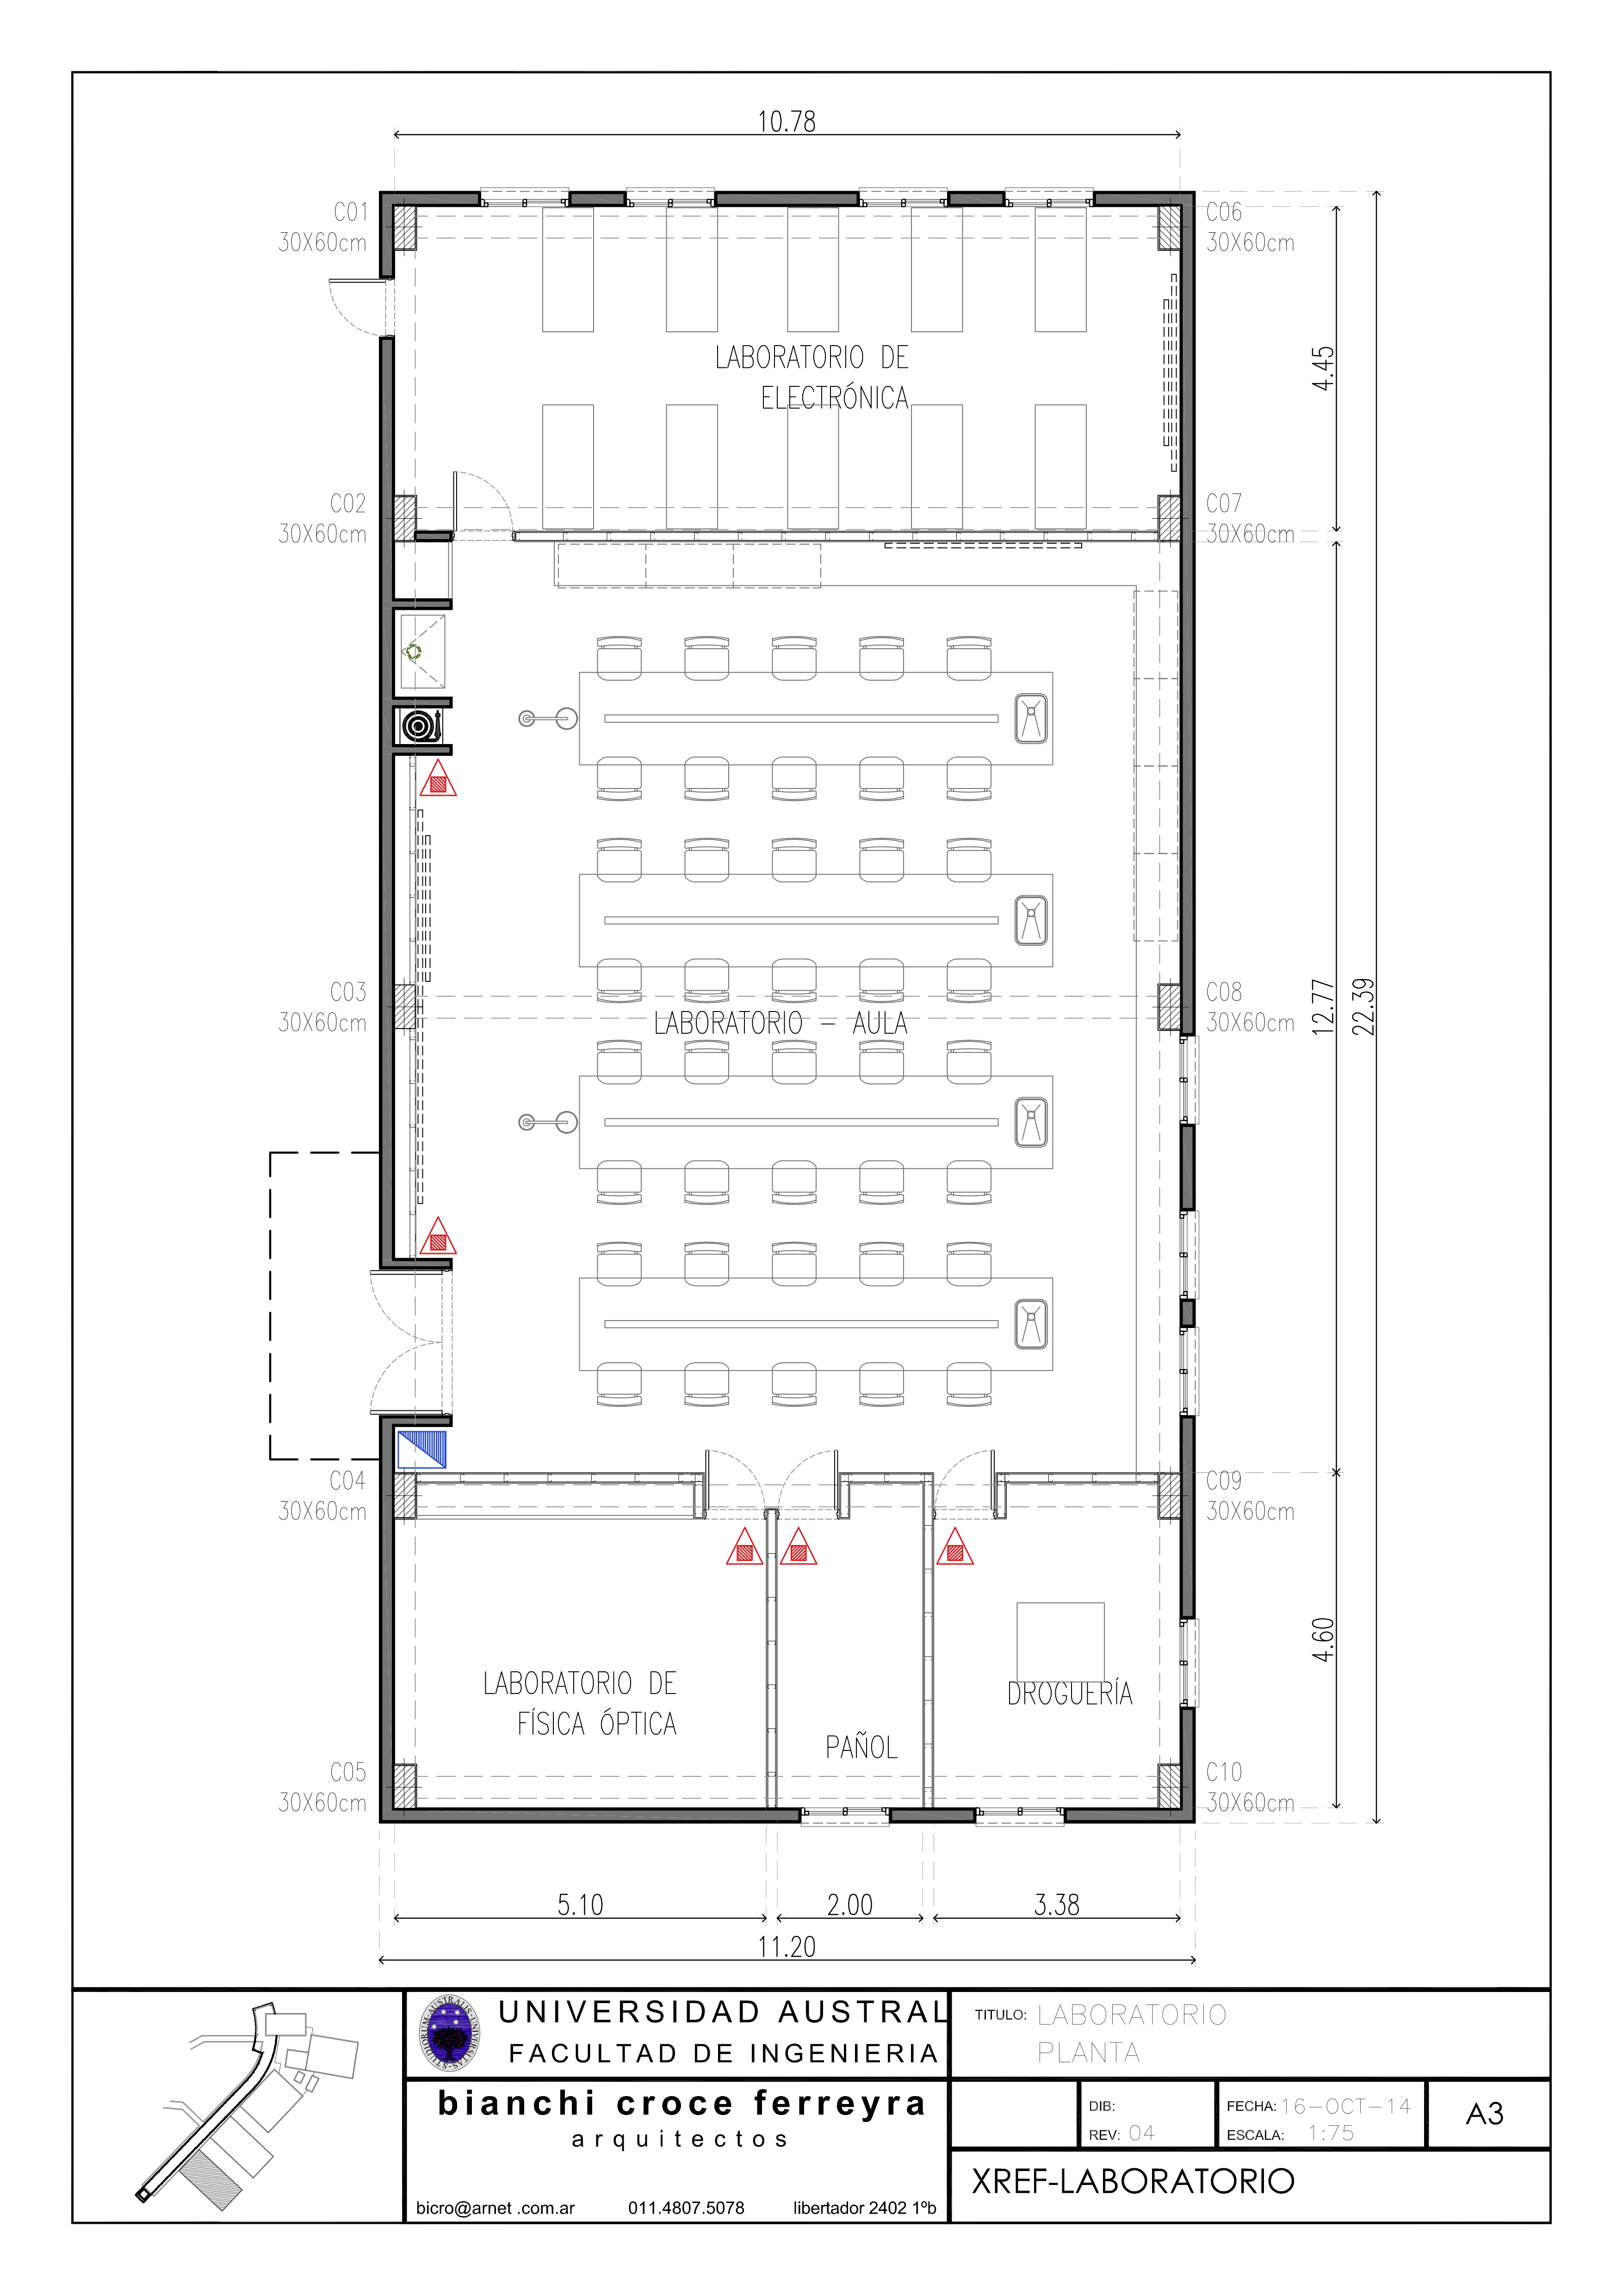 10.78
C01
30X60cm
C06
30X60cm
LABORATORIO DE
ELECTRÓNICA
4.45
C02
30X60cm
C07
30X60cm
C03
30X60cm
C08
30X60cm
12.77
22.39
LABORATORIO - AULA
C04
30X60cm
C09
30X60cm
4.60
LABORATORIO DE
FÍSICA ÓPTICA
PAÑOL
DROGUERÍA
C05
30X60cm
C10
30X60cm
5.10
2.00
3.38
11.20
STUDIORUM·AUSTRALIS·UNIVERSITAS
UNIVERSIDAD AUSTRAL
FACULTAD DE INGENIERIA
bianchi croce ferreyra
arquitectos
bicro@arnet .com.ar 011.4807.5078 libertador 2402 1ºb
TITULO: LABORATORIO
PLANTA
DIB:
REV: 04
FECHA: 16-OCT-14
ESCALA: 1:75
A3
XREF-LABORATORIO